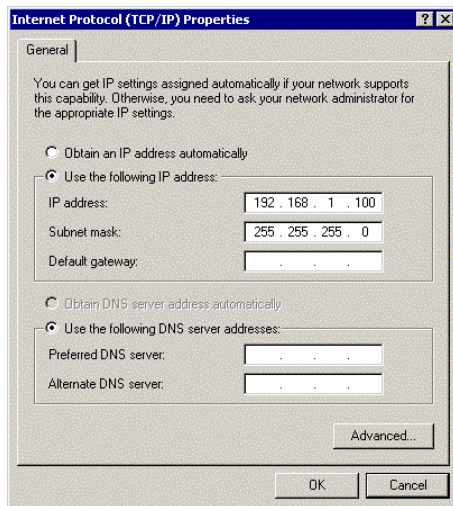 Internet Protocol (TCP/IP) Properties
General
You can get IP settings assigned automatically if your network supports
this capability. Otherwise, you need to ask your network administrator for
the appropriate IP settings.
Obtain an IP address automatically
Use the following IP address:
IP address: 192 . 168 . 1 . 100
Subnet mask: 255 . 255 . 255 . 0
Default gateway: . . .
Obtain DNS server address automatically
Use the following DNS server addresses:
Preferred DNS server: . . .
Alternate DNS server: . . .
Advanced...
OK Cancel